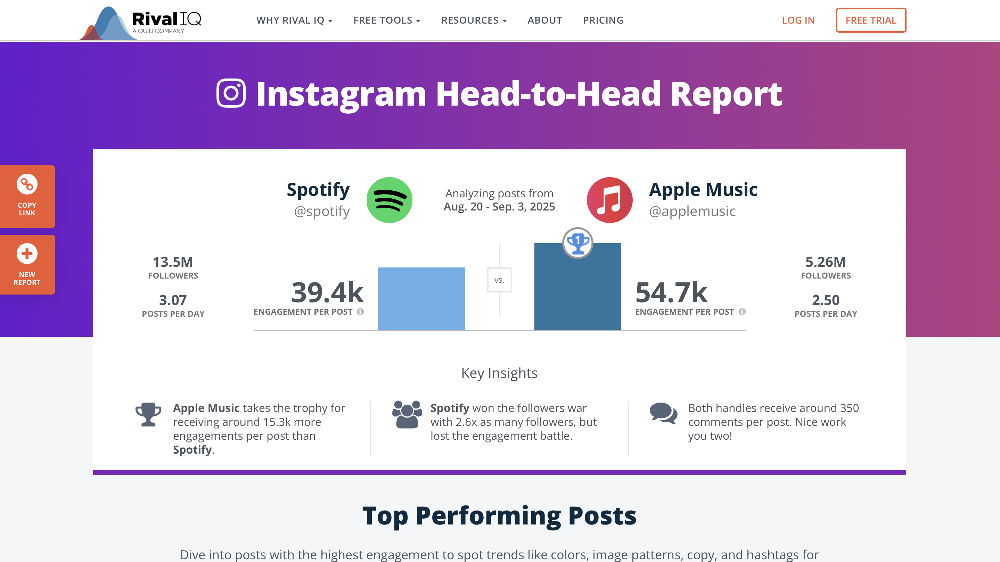 RivalIQ
A QUID COMPANY
WHY RIVAL IQ
FREE TOOLS
RESOURCES
ABOUT
PRICING
LOG IN
FREE TRIAL
Instagram Head-to-Head Report
COPY
LINK
NEW
REPORT
Spotify
@spotify
Analyzing posts from
Aug. 20 - Sep. 3, 2025
Apple Music
@applemusic
13.5M
FOLLOWERS
3.07
POSTS PER DAY
39.4k
ENGAGEMENT PER POST
vs.
1
54.7k
ENGAGEMENT PER POST
5.26M
FOLLOWERS
2.50
POSTS PER DAY
Key Insights
Apple Music takes the trophy for
receiving around 15.3k more
engagements per post than
Spotify.
Spotify won the followers war
with 2.6x as many followers, but
lost the engagement battle.
Both handles receive around 350
comments per post. Nice work
you two!
Top Performing Posts
Dive into posts with the highest engagement to spot trends like colors, image patterns, copy, and hashtags for